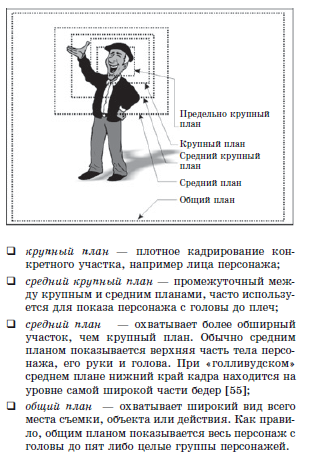 Предельно крупный
план
Крупный план
Средний крупный
план
Средний план
Общий план
❑ крупный план — плотное кадрирование кон-
кретного участка, например лица персонажа;
❑ средний крупный план — промежуточный меж-
ду крупным и средним планами, часто использу-
ется для показа персонажа с головы до плеч;
❑ средний план — охватывает более обширный
участок, чем крупный план. Обычно средним
планом показывается верхняя часть тела персо-
нажа, его руки и голова. При «голливудском»
среднем плане нижний край кадра находится на
уровне самой широкой части бедер [55];
❑ общий план — охватывает широкий вид всего
места съемки, объекта или действия. Как прави-
ло, общим планом показывается весь персонаж с
головы до пят либо целые группы персонажей.